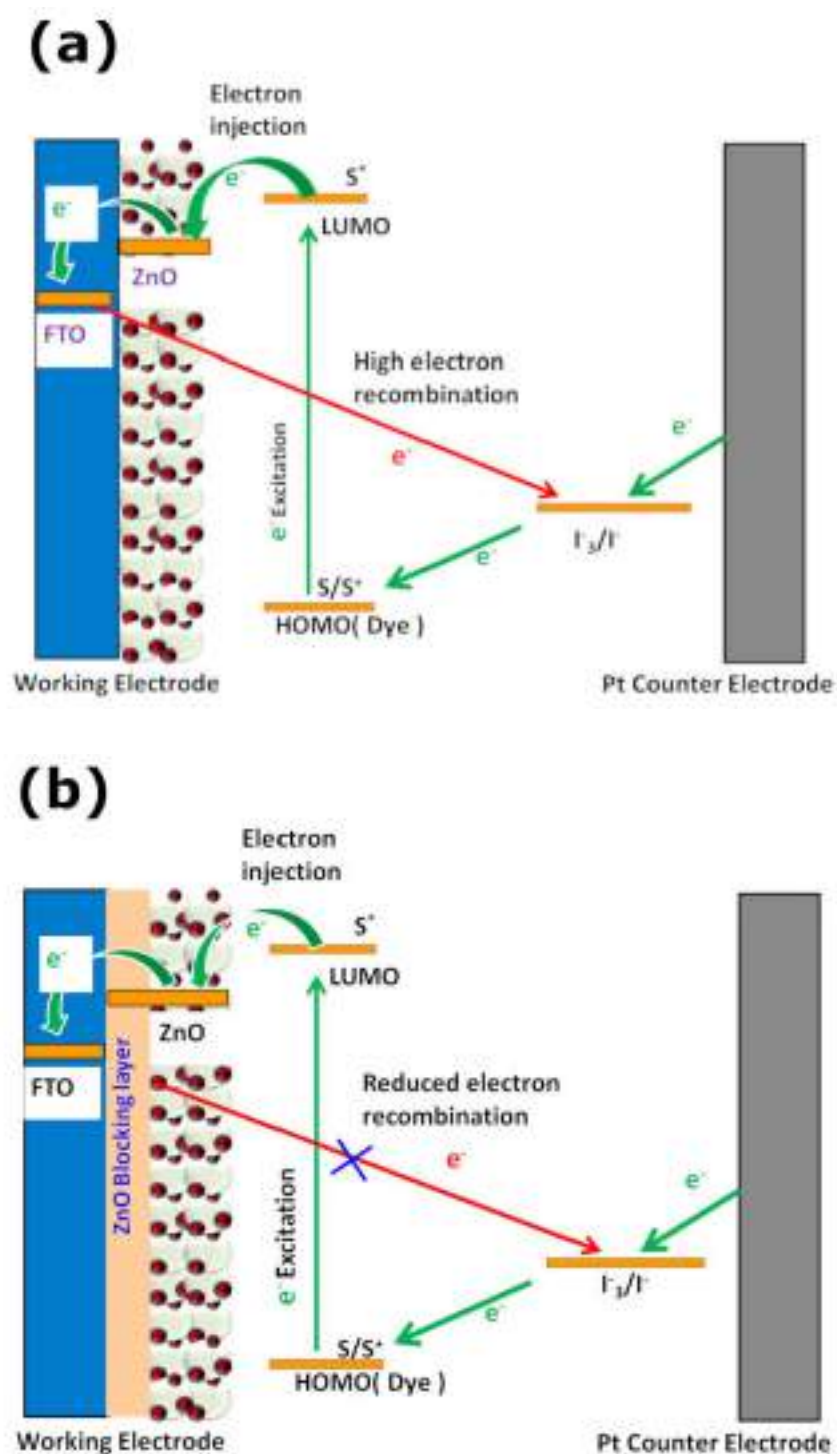 (a)
Electron
injection
e⁻
S*
e⁻
LUMO
ZnO
FTO
High electron
recombination
e⁻
e⁻
e⁻ Excitation
I⁻₃/I⁻
e⁻
S/S⁺
HOMO( Dye )
Working Electrode
Pt Counter Electrode
(b)
Electron
injection
S*
e⁻
e⁻
LUMO
ZnO
FTO
ZnO Blocking layer
Reduced electron
recombination
e⁻
e⁻
e⁻ Excitation
I⁻₃/I⁻
e⁻
S/S⁺
HOMO( Dye )
Working Electrode
Pt Counter Electrode